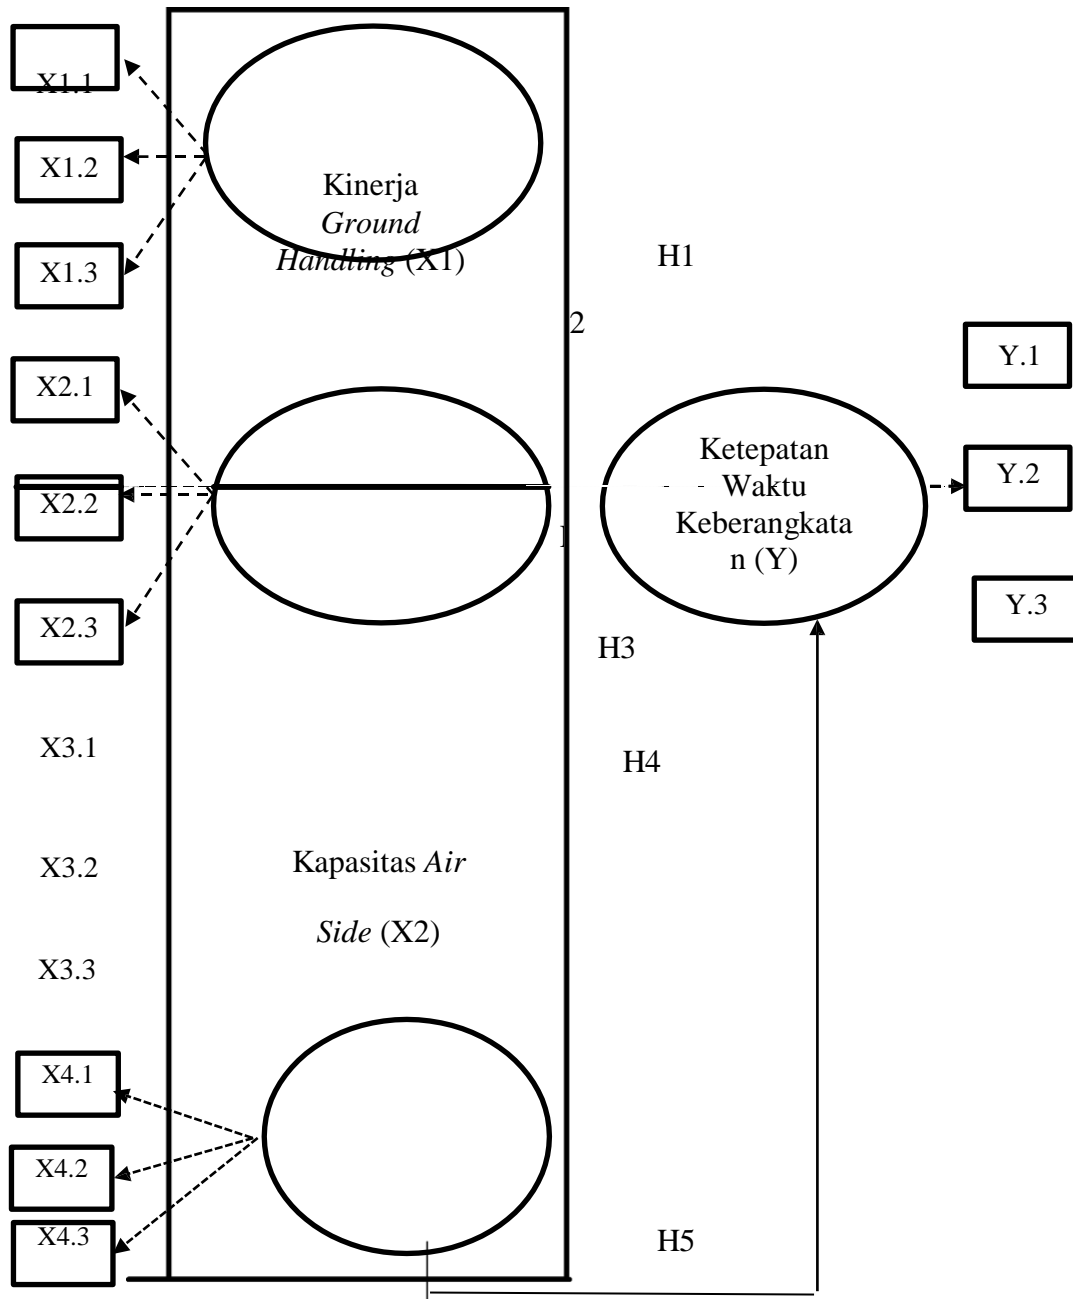 X1.1
X1.2
X1.3
Kinerja
Ground
Handling (X1)
H1
2
X2.1
X2.2
X2.3
Ketepatan
Waktu
Keberangkata
n (Y)
Y.1
Y.2
Y.3
H3
X3.1
H4
X3.2
Kapasitas Air
Side (X2)
X3.3
X4.1
X4.2
X4.3
H5